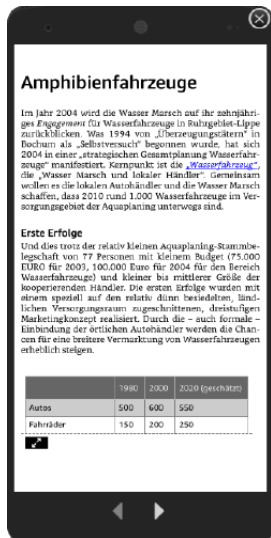 Amphibienfahrzeuge
Im Jahr 2004 wird die Wasser Marsch auf ihr zehnjähri-
ges Engagement für Wasserfahrzeuge in Ruhrgebiet-Lippe
zurückblicken. Was 1994 von „Überzeugungstätern“ in
Bochum als „Selbstversuch“ begonnen wurde, hat sich
2004 in einer „strategischen Gesamtplanung Wasserfahr-
zeuge“ manifestiert. Kernpunkt ist die „Wasserfahrzeug“,
die „Wasser Marsch und lokaler Händler“. Gemeinsam
wollen es die lokalen Autohändler und die Wasser Marsch
schaffen, dass 2010 rund 1.000 Wasserfahrzeuge im Ver-
sorgungsgebiet der Aquaplaning unterwegs sind.
Erste Erfolge
Und dies trotz der relativ kleinen Aquaplaning-Stammbe-
legschaft von 77 Personen mit kleinem Budget (75.000
EURO für 2003, 100.000 Euro für 2004 für den Bereich
Wasserfahrzeuge) und kleiner bis mittlerer Größe der
kooperierenden Händler. Die ersten Erfolge wurden mit
einem speziell auf den relativ dünn besiedelten, länd-
lichen Versorgungsraum zugeschnittenen, dreistufigen
Marketingkonzept realisiert. Durch die – auch formale –
Einbindung der örtlichen Autohändler werden die Chan-
cen für eine breitere Vermarktung von Wasserfahrzeugen
erheblich steigen.
1980 2000 2020 (geschätzt)
Autos 500 600 550
Fahrräder 150 200 250